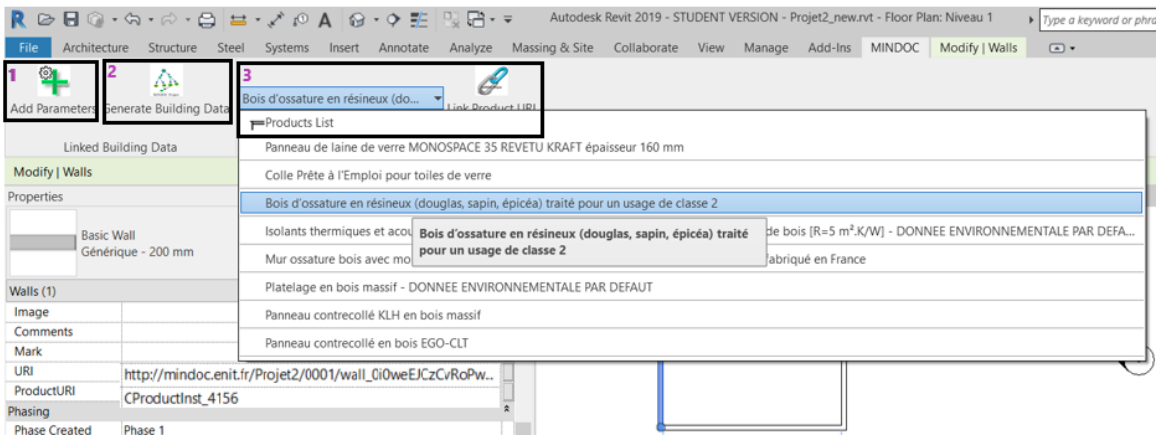 Autodesk Revit 2019 - STUDENT VERSION - Projet2_new.rvt - Floor Plan: Niveau 1
Type a keyword or phra
File Architecture Structure Steel Systems Insert Annotate Analyze Massing & Site Collaborate View Manage Add-Ins MINDOC Modify | Walls
1 2 3
Bois d'ossature en résineux (do...
Add Parameters Generate Building Data Link Product URI
Products List
Linked Building Data
Panneau de laine de verre MONOSPACE 35 REVETU KRAFT épaisseur 160 mm
Modify | Walls
Colle Prête à l'Emploi pour toiles de verre
Properties
Bois d'ossature en résineux (douglas, sapin, épicéa) traité pour un usage de classe 2
Basic Wall
Générique - 200 mm
Isolants thermiques et acou
Bois d'ossature en résineux (douglas, sapin, épicéa) traité
pour un usage de classe 2
de bois [R=5 m².K/W] - DONNEE ENVIRONNEMENTALE PAR DEFA...
Mur ossature bois avec mo
fabriqué en France
Walls (1)
Platelage en bois massif - DONNEE ENVIRONNEMENTALE PAR DEFAUT
Image
Panneau contrecollé KLH en bois massif
Comments
Panneau contrecollé en bois EGO-CLT
Mark
URI http://mindoc.enit.fr/Projet2/0001/wall_0i0weEJCzCvRoPw...
ProductURI CProductInst_4156
Phasing
Phase Created Phase 1